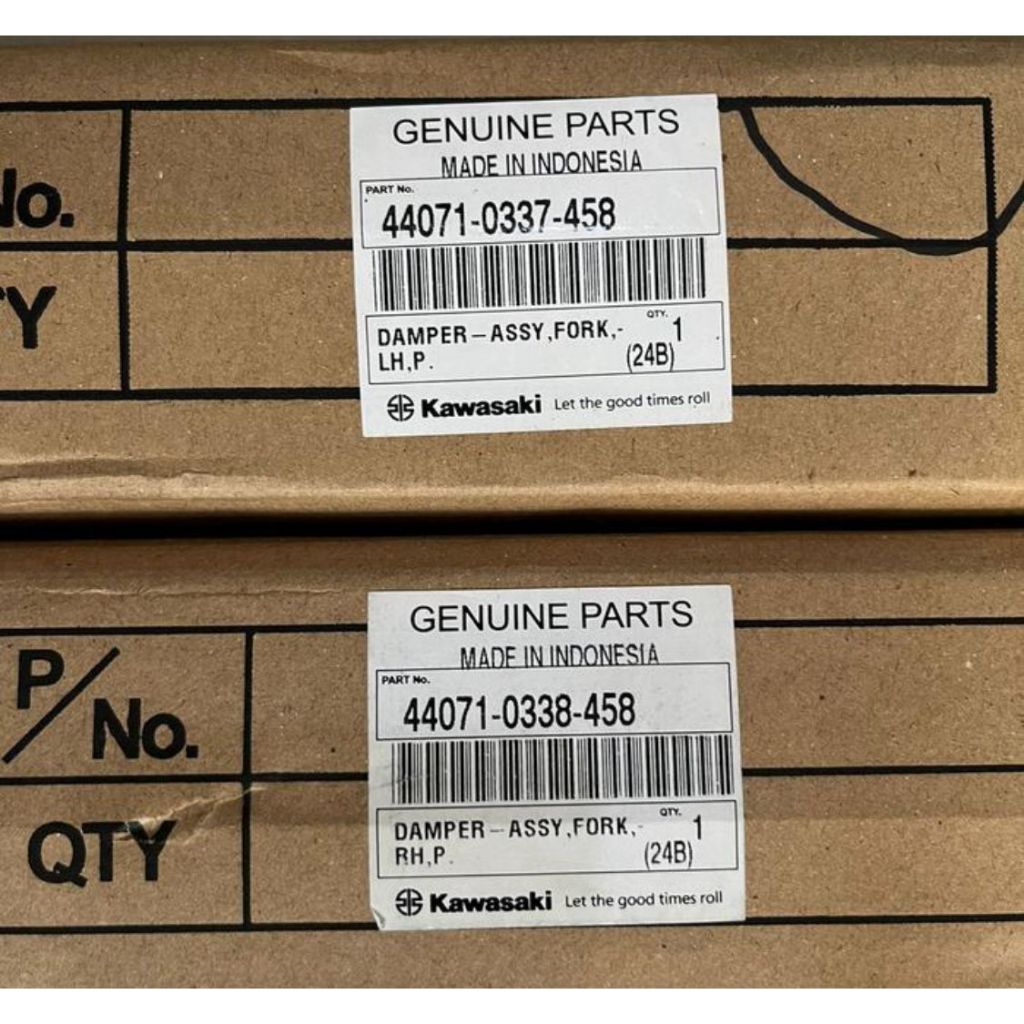 No.
GENUINE PARTS
MADE IN INDONESIA
PART No.
44071-0337-458
QTY.
DAMPER-ASSY,FORK,- 1
LH,P. (24B)
Kawasaki Let the good times roll
P/No.
QTY
GENUINE PARTS
MADE IN INDONESIA
PART No.
44071-0338-458
QTY.
DAMPER-ASSY,FORK,- 1
RH,P. (24B)
Kawasaki Let the good times roll